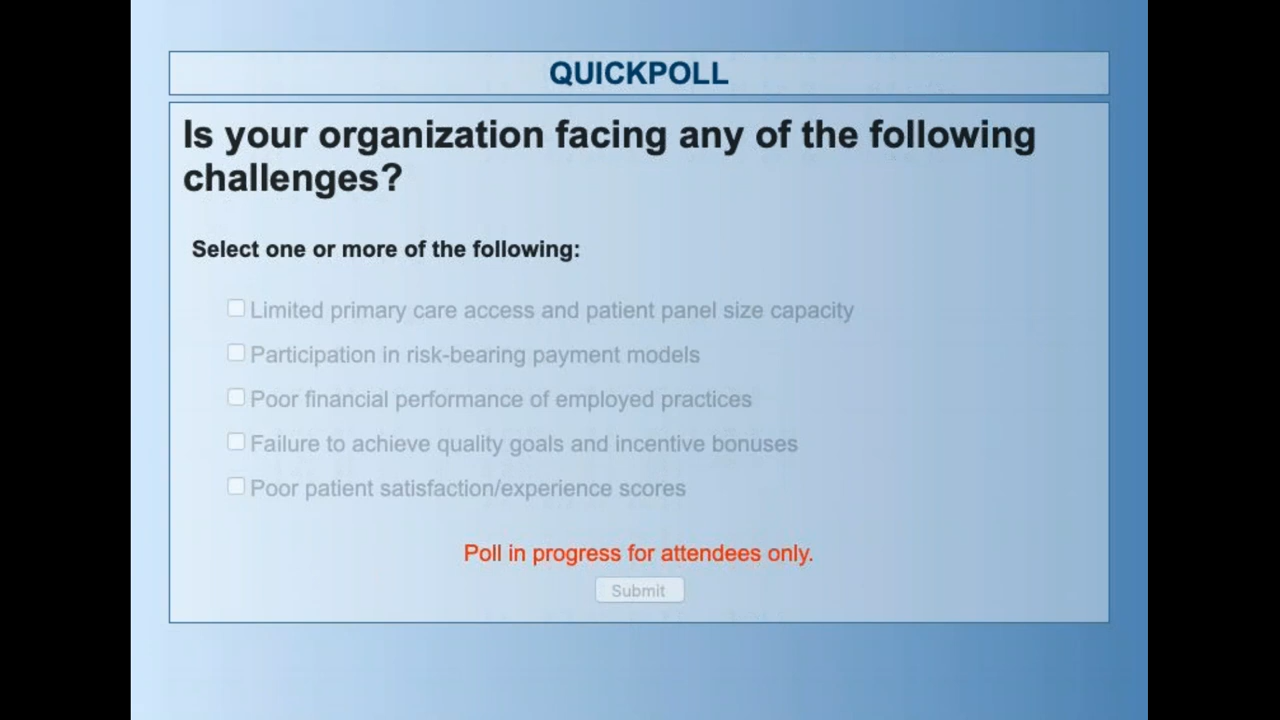 QUICKPOLL
Is your organization facing any of the following
challenges?
Select one or more of the following:
Limited primary care access and patient panel size capacity
Participation in risk-bearing payment models
Poor financial performance of employed practices
Failure to achieve quality goals and incentive bonuses
Poor patient satisfaction/experience scores
Poll in progress for attendees only.
Submit